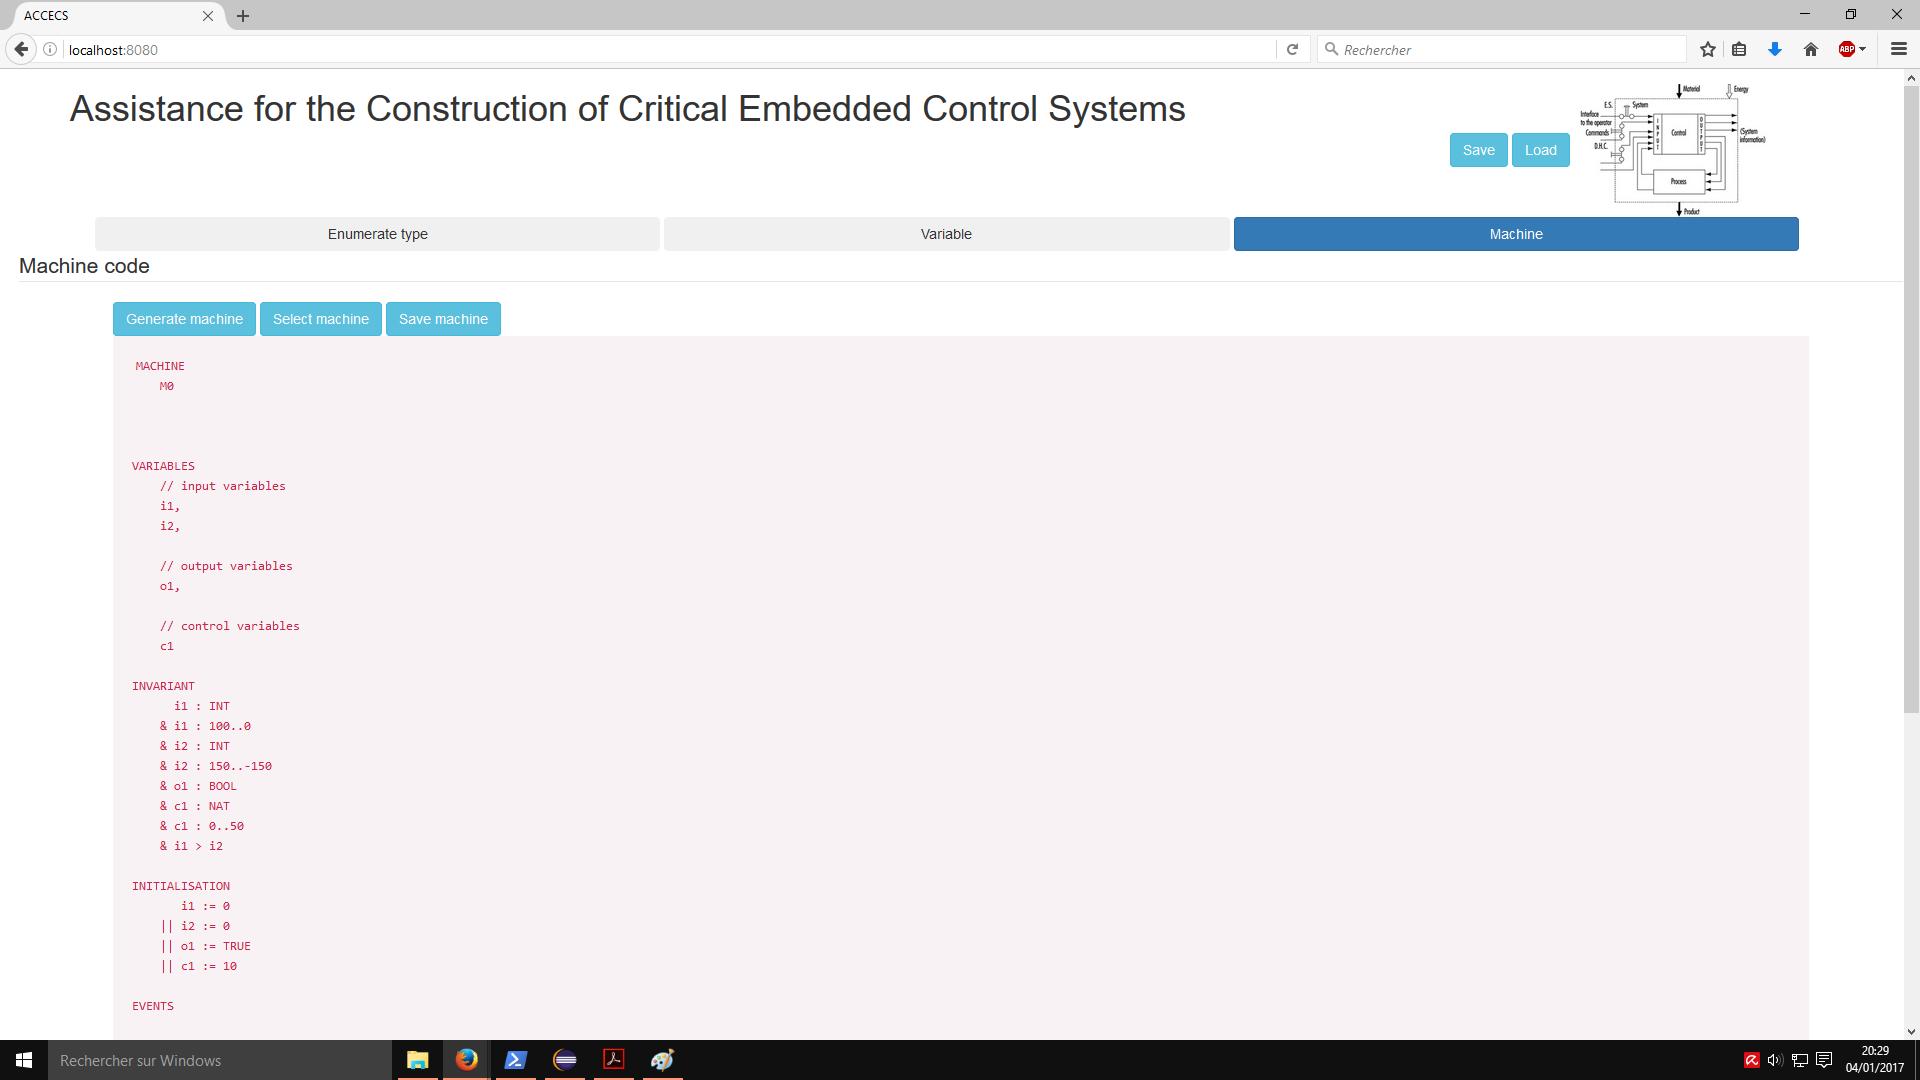 ACCECS
localhost:8080
Rechercher
ABP
Assistance for the Construction of Critical Embedded Control Systems
Save
Load
Material
Energy
E.S.
System
Interface
to the operator
Commands
D.H.C.
INPUT
Control
OUTPUT
(System
information)
Process
Product
Enumerate type
Variable
Machine
Machine code
Generate machine
Select machine
Save machine
MACHINE
M0
VARIABLES
// input variables
i1,
i2,
// output variables
o1,
// control variables
c1
INVARIANT
i1 : INT
& i1 : 100..0
& i2 : INT
& i2 : 150..-150
& o1 : BOOL
& c1 : NAT
& c1 : 0..50
& i1 > i2
INITIALISATION
i1 := 0
|| i2 := 0
|| o1 := TRUE
|| c1 := 10
EVENTS
Rechercher sur Windows
20:29
04/01/2017